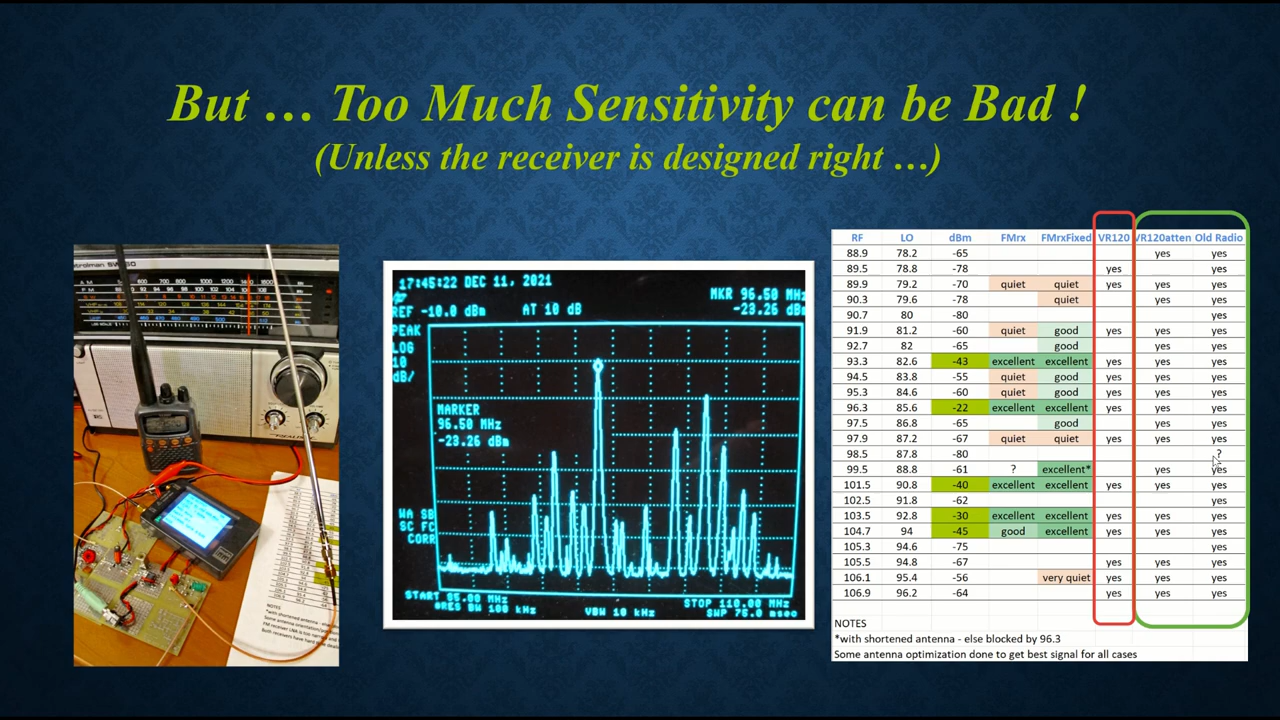 But … Too Much Sensitivity can be Bad !
(Unless the receiver is designed right …)
17:45:22 DEC 11, 2021
REF -10.0 dBm AT 10 dB
MKR 96.50 MHz
-23.26 dBm
PEAK
LOG
10
dB/
MARKER
96.50 MHz
-23.26 dBm
WA SB
SC FC
CORR
START 85.00 MHz
#RES BW 100 kHz
VBW 10 kHz
STOP 110.00 MHz
SWP 75.0 msec
RF LO dBm FMrx FMrxFixed VR120 VR120atten Old Radio
88.9 78.2 -65 yes yes
89.5 78.8 -78 yes yes
89.9 79.2 -70 quiet quiet yes yes yes
90.3 79.6 -78 quiet yes
90.7 80 -80 yes
91.9 81.2 -60 quiet good yes yes yes
92.7 82 -65 good yes yes
93.3 82.6 -43 excellent excellent yes yes yes
94.5 83.8 -55 quiet good yes yes yes
95.3 84.6 -60 quiet good yes yes yes
96.3 85.6 -22 excellent excellent yes yes yes
97.5 86.8 -65 good yes yes
97.9 87.2 -67 quiet quiet yes yes yes
98.5 87.8 -80 ?
99.5 88.8 -61 ? excellent* yes yes
101.5 90.8 -40 excellent excellent yes yes yes
102.5 91.8 -62 yes
103.5 92.8 -30 excellent excellent yes yes yes
104.7 94 -45 good excellent yes yes yes
105.3 94.6 -75 yes
105.5 94.8 -67 yes yes yes
106.1 95.4 -56 very quiet yes yes yes
106.9 96.2 -64 yes yes yes
NOTES
*with shortened antenna - else blocked by 96.3
Some antenna optimization done to get best signal for all cases